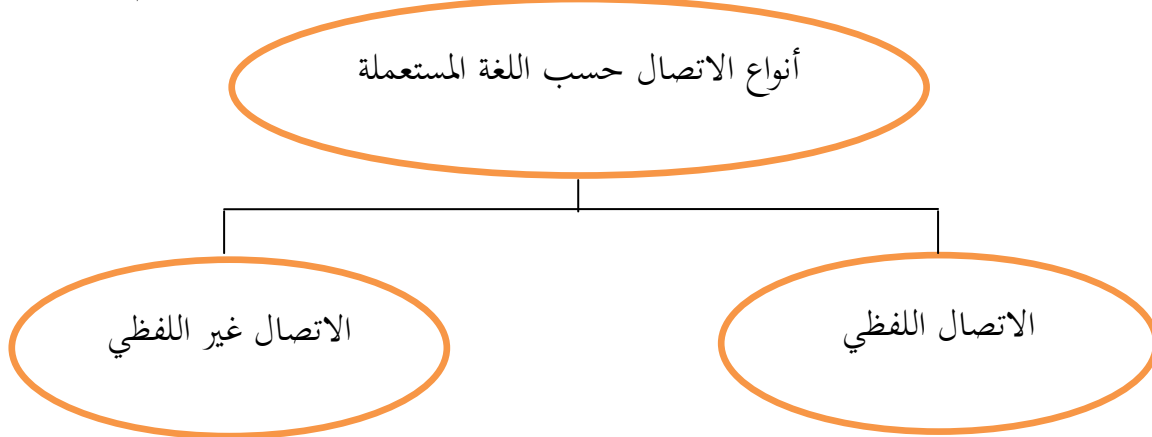 أنواع الاتصال حسب اللغة المستعملة
الاتصال اللفظي
الاتصال غير اللفظي